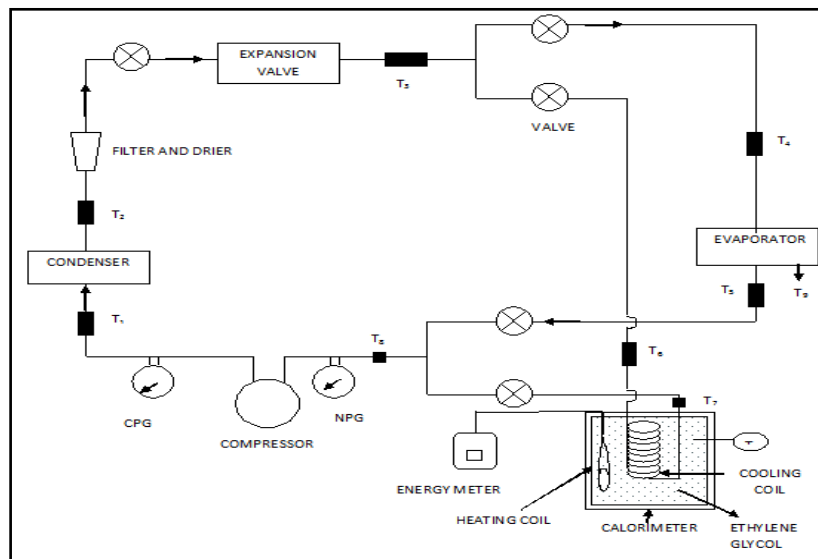 EXPANSION
VALVE
T₃
VALVE
FILTER AND DRIER
T₄
T₂
EVAPORATOR
CONDENSER
T₅
T₉
T₁
T₈
T₆
T₇
CPG
NPG
COMPRESSOR
T
ENERGY METER
COOLING
COIL
HEATING COIL
CALORIMETER
ETHYLENE
GLYCOL